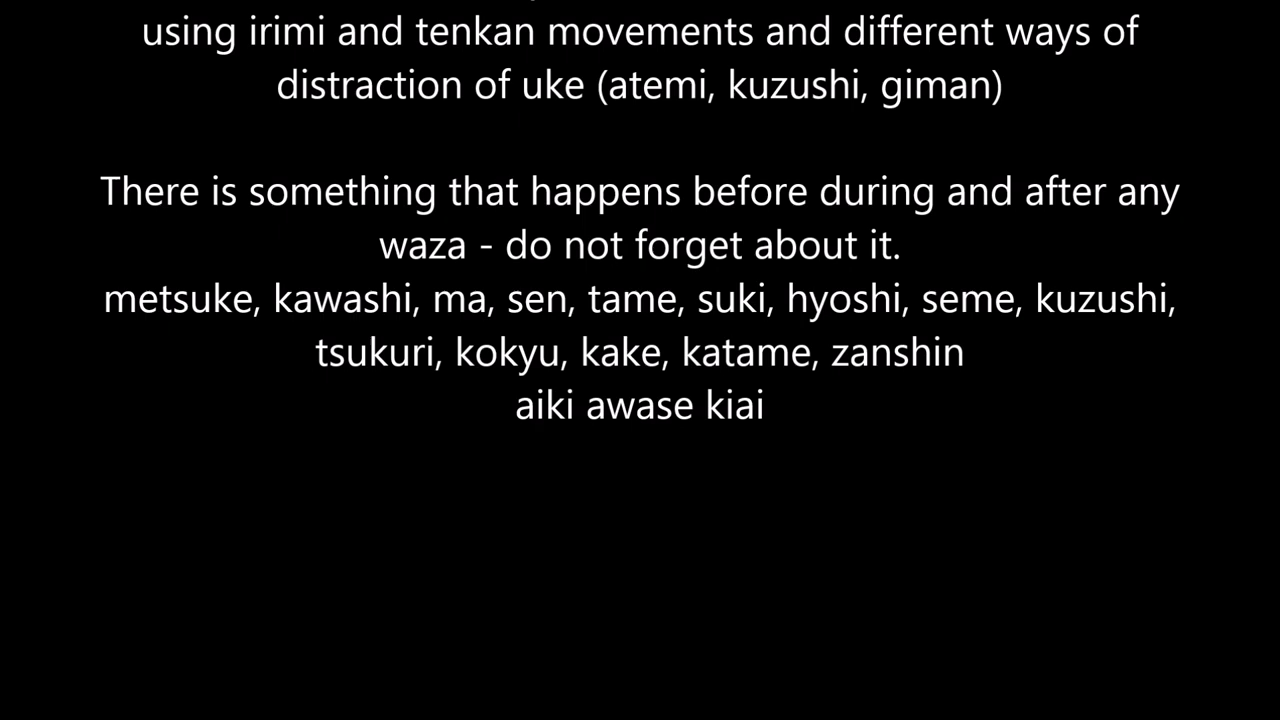 using irimi and tenkan movements and different ways of
distraction of uke (atemi, kuzushi, giman)
There is something that happens before during and after any
waza - do not forget about it.
metsuke, kawashi, ma, sen, tame, suki, hyoshi, seme, kuzushi,
tsukuri, kokyu, kake, katame, zanshin
aiki awase kiai